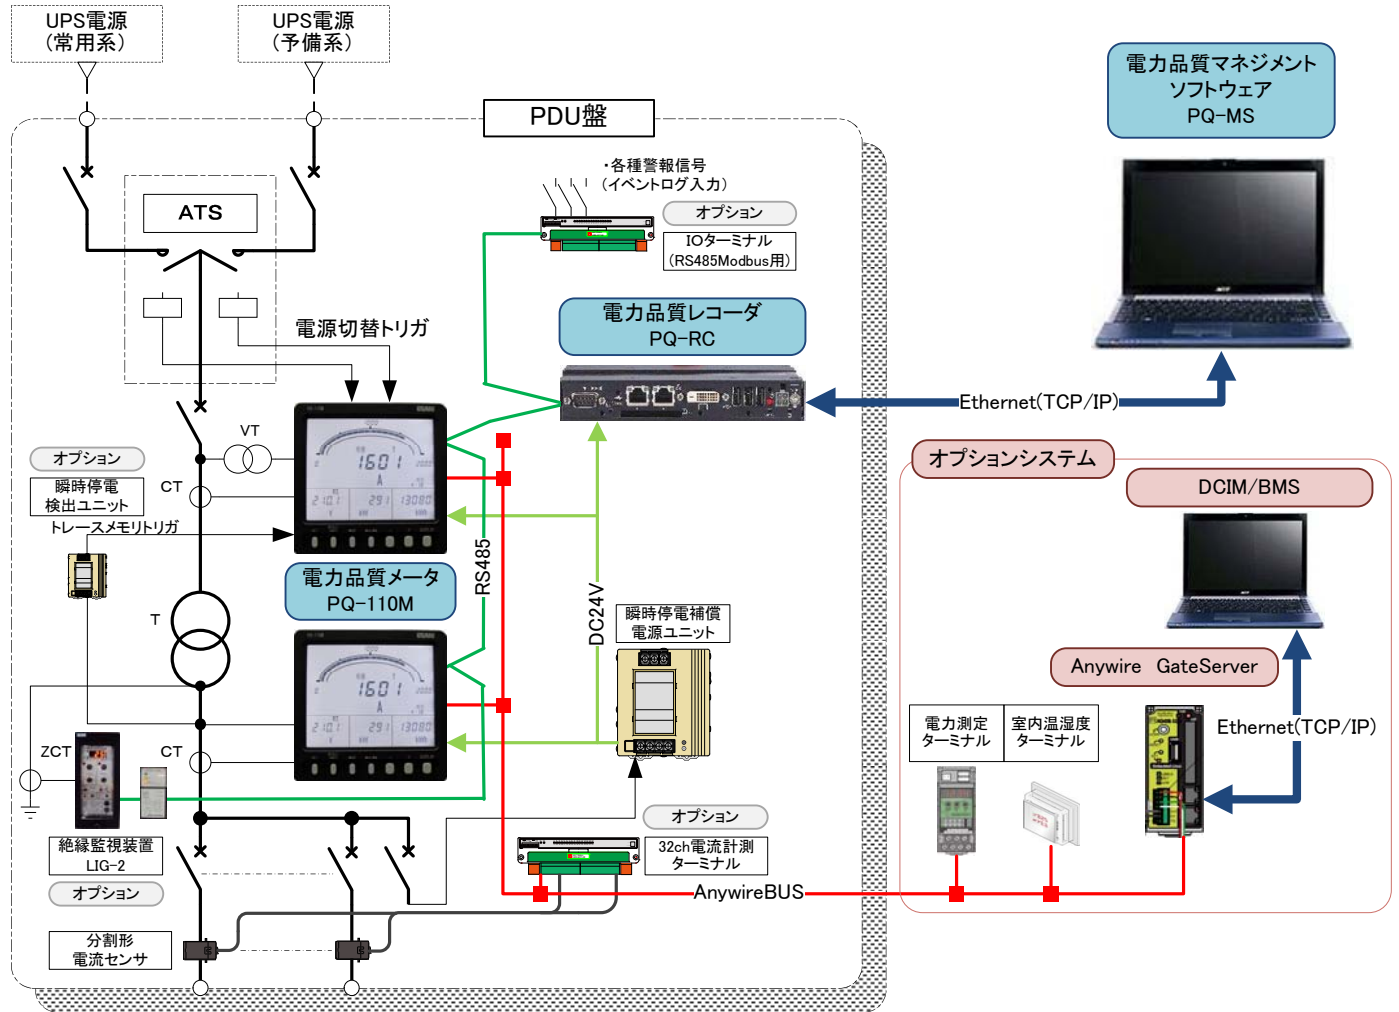 UPS電源
(常用系)
UPS電源
(予備系)
PDU盤
電力品質マネジメント
ソフトウェア
PQ-MS
・各種警報信号
(イベントログ入力)
オプション
IOターミナル
(RS485Modbus用)
ATS
電力品質レコーダ
PQ-RC
電源切替トリガ
Ethernet(TCP/IP)
VT
オプション
瞬時停電
検出ユニット
CT
トレースメモリトリガ
1601
A
210.1
291
13080
オプションシステム
DCIM/BMS
RS485
DC24V
電力品質メータ
PQ-110M
T
瞬時停電補償
電源ユニット
1601
A
210.1
291
13080
Anywire GateServer
電力測定
ターミナル
室内温湿度
ターミナル
Ethernet(TCP/IP)
ZCT
CT
絶縁監視装置
LIG-2
オプション
オプション
32ch電流計測
ターミナル
AnywireBUS
分割形
電流センサ